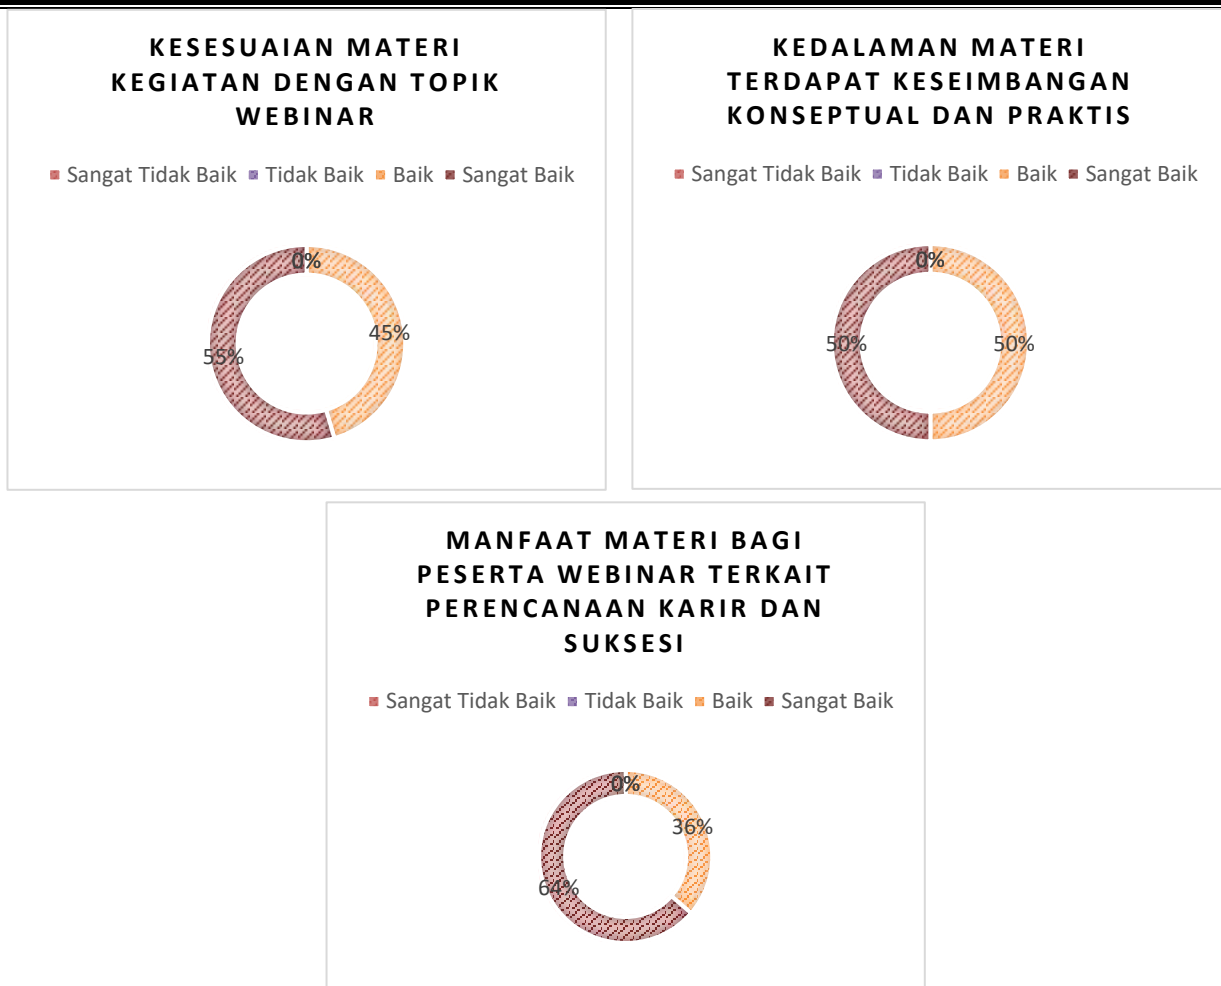 KESESUAIAN MATERI
KEGIATAN DENGAN TOPIK
WEBINAR
Sangat Tidak Baik Tidak Baik Baik Sangat Baik
0%
45%
55%
KEDALAMAN MATERI
TERDAPAT KESEIMBANGAN
KONSEPTUAL DAN PRAKTIS
Sangat Tidak Baik Tidak Baik Baik Sangat Baik
0%
50%
50%
MANFAAT MATERI BAGI
PESERTA WEBINAR TERKAIT
PERENCANAAN KARIR DAN
SUKSESI
Sangat Tidak Baik Tidak Baik Baik Sangat Baik
0%
36%
64%